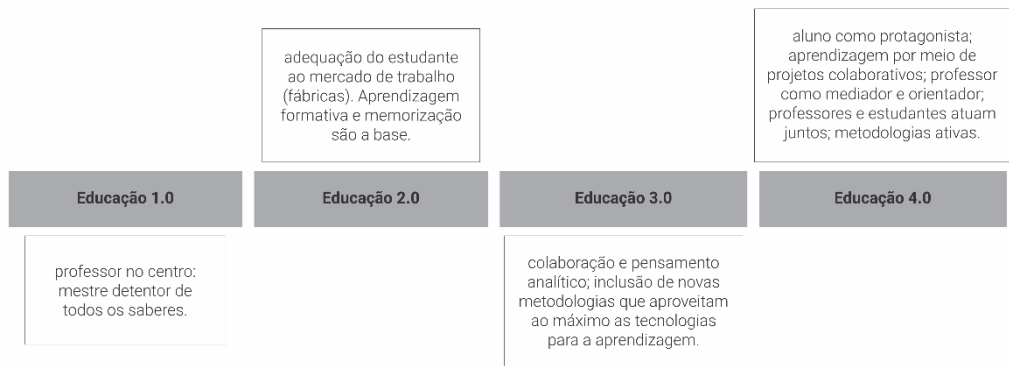 adequação do estudante
ao mercado de trabalho
(fábricas). Aprendizagem
formativa e memorização
são a base.
aluno como protagonista;
aprendizagem por meio de
projetos colaborativos; professor
como mediador e orientador;
professores e estudantes atuam
juntos; metodologias ativas.
Educação 1.0
Educação 2.0
Educação 3.0
Educação 4.0
professor no centro:
mestre detentor de
todos os saberes.
colaboração e pensamento
analítico; inclusão de novas
metodologias que aproveitam
ao máximo as tecnologias
para a aprendizagem.